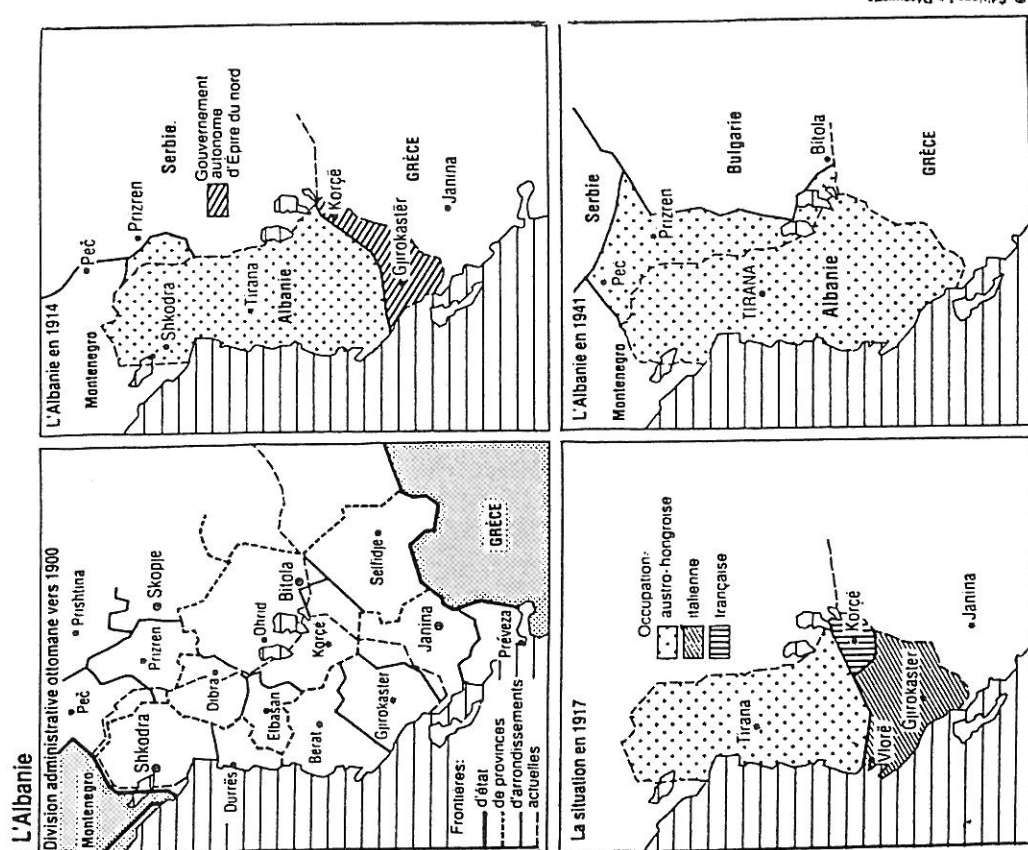 L'Albanie
Division administrative ottomane vers 1900
Montenegro
Peč
Prishtina
Shkodra
Prizren
Skopje
Dibra
Durrës
Elbasan
Ohrid
Bitola
Berat
Korçë
Selfidje
Gjirokaster
Janina
GRÈCE
Préveza
Frontières:
d'état
de provinces
d'arrondissements
actuelles
L'Albanie en 1914
Montenegro
Peč
Prizren
Serbie.
Shkodra
Tirana
Albanie
Gouvernement
autonome
d'Épire du nord
Korçë
Gjirokastër
GRÈCE
Janina
La situation en 1917
Occupation:
austro-hongroise
italienne
française
Tirana
Korçë
Vlorë
Gjirokaster
Janina
L'Albanie en 1941
Montenegro
Serbie
Pec
Prizren
Bulgarie
TIRANA
Albanie
Bitola
GRÈCE